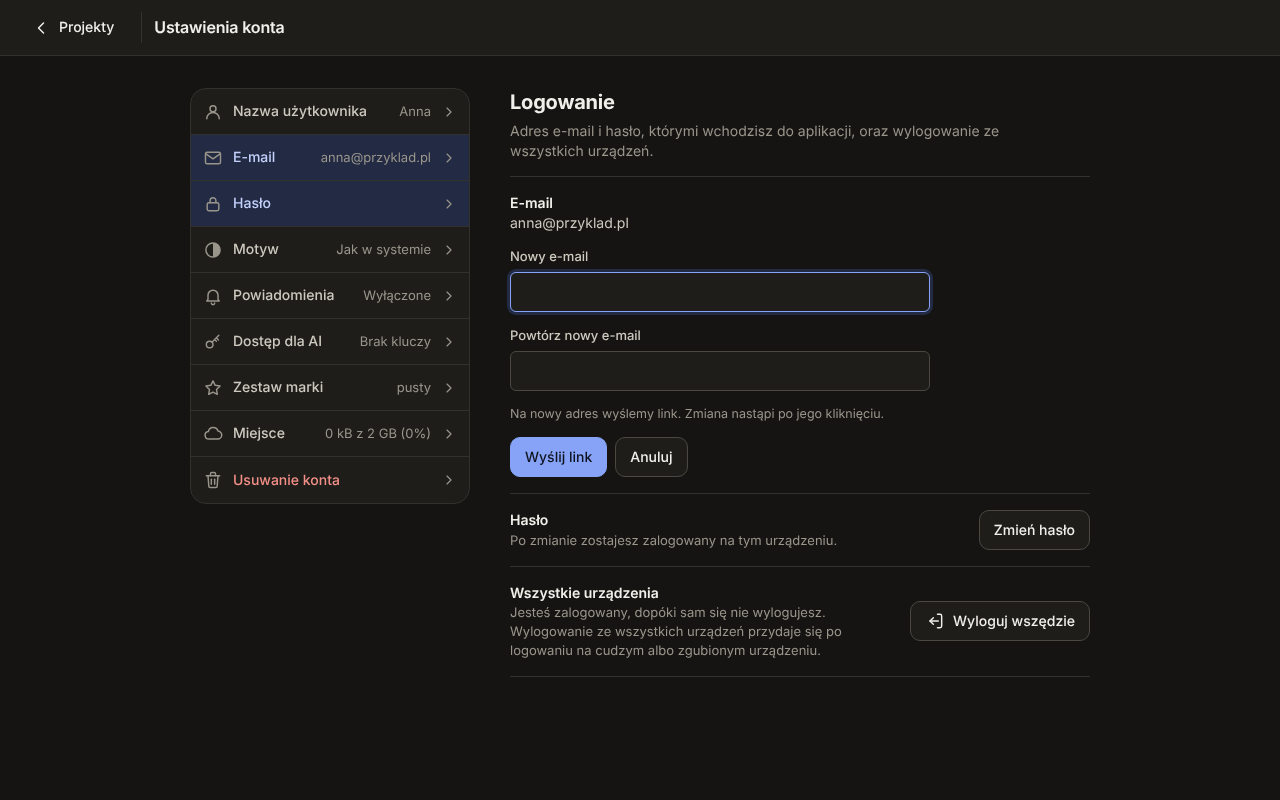 Projekty
Ustawienia konta
Nazwa użytkownika Anna
E-mail anna@przyklad.pl
Hasło
Motyw Jak w systemie
Powiadomienia Wyłączone
Dostęp dla AI Brak kluczy
Zestaw marki pusty
Miejsce 0 kB z 2 GB (0%)
Usuwanie konta
Logowanie
Adres e-mail i hasło, którymi wchodzisz do aplikacji, oraz wylogowanie ze
wszystkich urządzeń.
E-mail
anna@przyklad.pl
Nowy e-mail
Powtórz nowy e-mail
Na nowy adres wyślemy link. Zmiana nastąpi po jego kliknięciu.
Wyślij link
Anuluj
Hasło
Po zmianie zostajesz zalogowany na tym urządzeniu.
Zmień hasło
Wszystkie urządzenia
Jesteś zalogowany, dopóki sam się nie wylogujesz.
Wylogowanie ze wszystkich urządzeń przydaje się po
logowaniu na cudzym albo zgubionym urządzeniu.
Wyloguj wszędzie